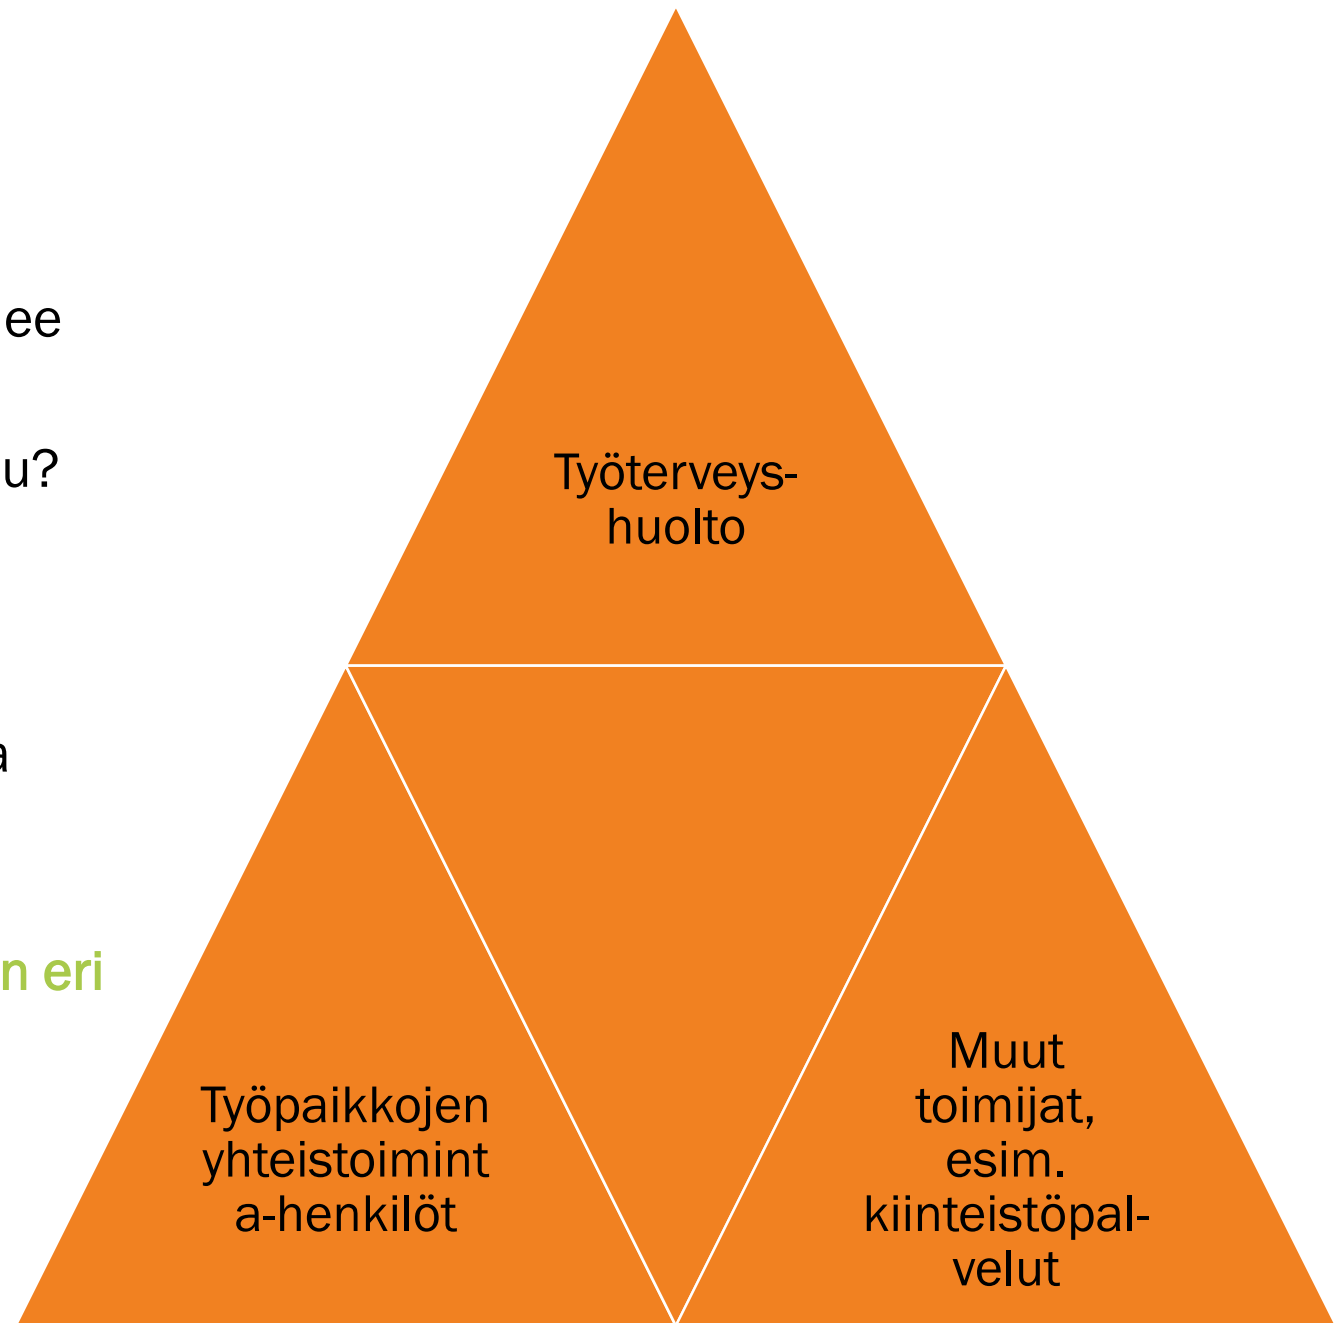 ee
u?
a
n eri
Työterveys-
huolto
Työpaikkojen
yhteistoimint
a-henkilöt
Muut
toimijat,
esim.
kiinteistöpal-
velut